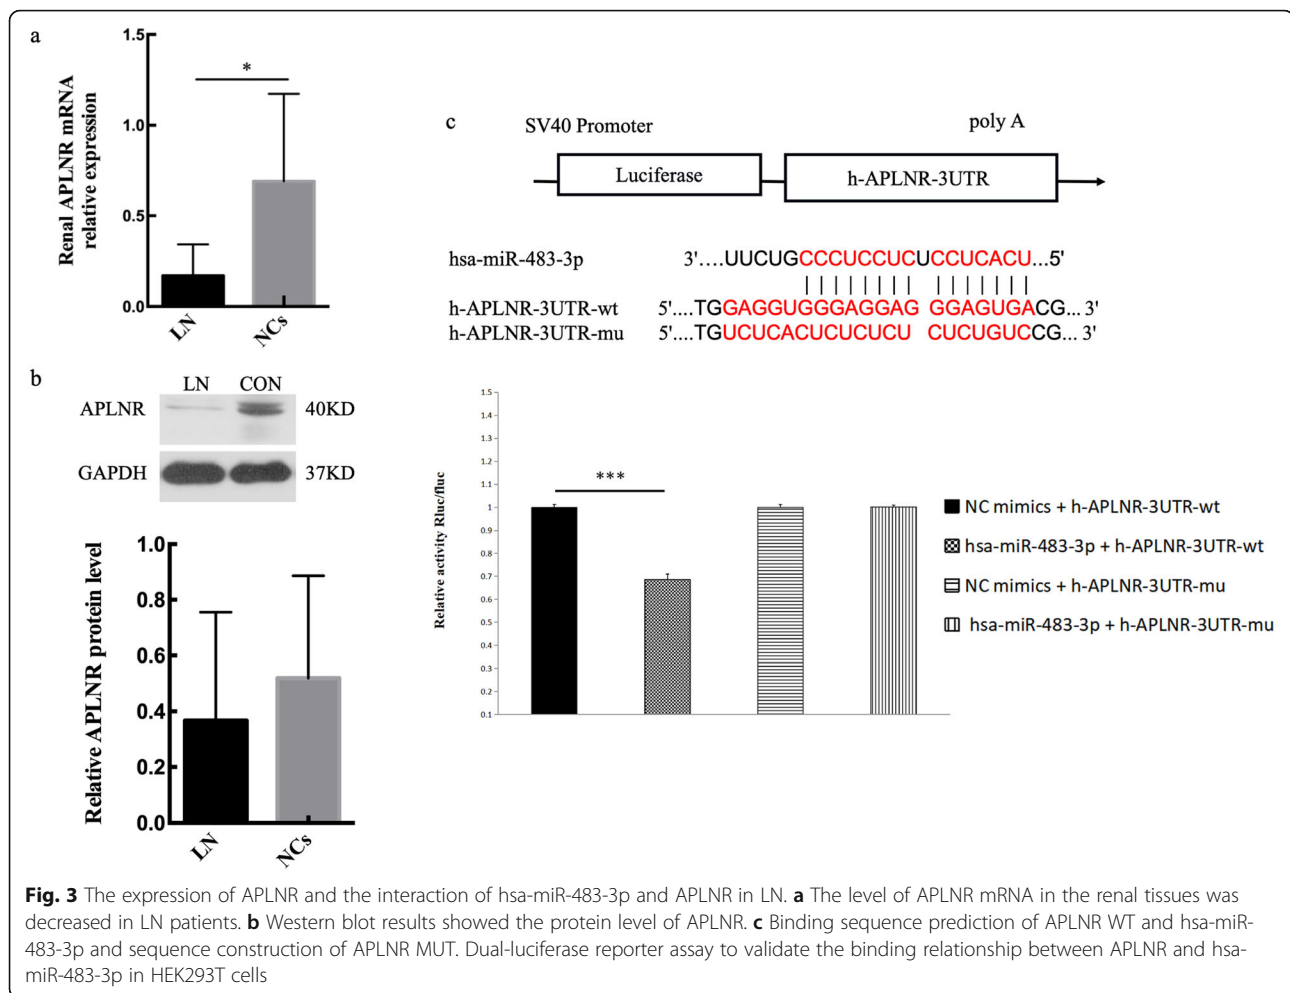 a
1.5
1.0
0.5
0.0
Renal APLNR mRNA
relative expression
*
LN
NCs
b
LN CON
APLNR 40KD
GAPDH 37KD
1.0
0.8
0.6
0.4
0.2
0.0
Relative APLNR protein level
LN
NCs
c
SV40 Promoter poly A
Luciferase h-APLNR-3UTR
hsa-miR-483-3p 3'....UUCUGCCCUCCUCUCCUCACU...5'
h-APLNR-3UTR-wt 5'....TGGAGGUGGGAGGAG GGAGUGACG... 3'
h-APLNR-3UTR-mu 5'....TGUCUCACUCUCUCU CUCUGUCCG... 3'
1.5
1.4
1.3
1.2
1.1
1
0.9
0.8
0.7
0.6
0.5
0.4
0.3
0.2
0.1
Relative activity Rluc/fluc
***
NC mimics + h-APLNR-3UTR-wt
hsa-miR-483-3p + h-APLNR-3UTR-wt
NC mimics + h-APLNR-3UTR-mu
hsa-miR-483-3p + h-APLNR-3UTR-mu
Fig. 3 The expression of APLNR and the interaction of hsa-miR-483-3p and APLNR in LN. a The level of APLNR mRNA in the renal tissues was
decreased in LN patients. b Western blot results showed the protein level of APLNR. c Binding sequence prediction of APLNR WT and hsa-miR-
483-3p and sequence construction of APLNR MUT. Dual-luciferase reporter assay to validate the binding relationship between APLNR and hsa-
miR-483-3p in HEK293T cells